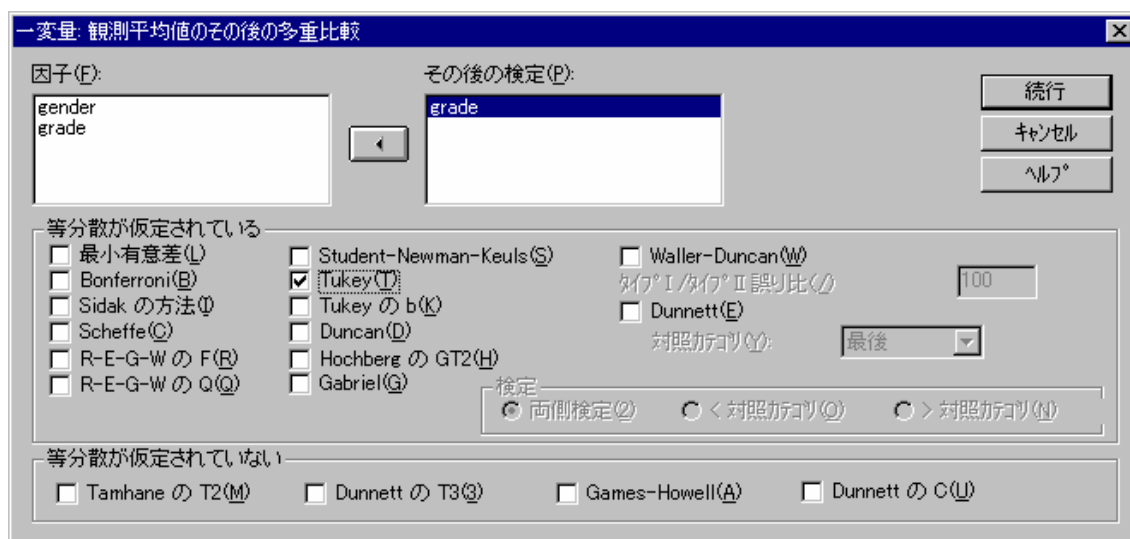 一変量: 観測平均値のその後の多重比較
因子(F):
その後の検定(P):
gender
grade
grade
続行
キャンセル
ヘルプ
等分散が仮定されている
最小有意差(L)
Student-Newman-Keuls(S)
Waller-Duncan(W)
Bonferroni(B)
Tukey(T)
タイプⅠ/タイプⅡ誤り比(/)
100
Sidak の方法(I)
Tukey の b(K)
Dunnett(E)
Scheffe(C)
Duncan(D)
対照カテゴリ(Y):
最後
R-E-G-W の F(R)
Hochberg の GT2(H)
R-E-G-W の Q(Q)
Gabriel(G)
検定
両側検定(2)
< 対照カテゴリ(O)
> 対照カテゴリ(N)
等分散が仮定されていない
Tamhane の T2(M)
Dunnett の T3(3)
Games-Howell(A)
Dunnett の C(U)